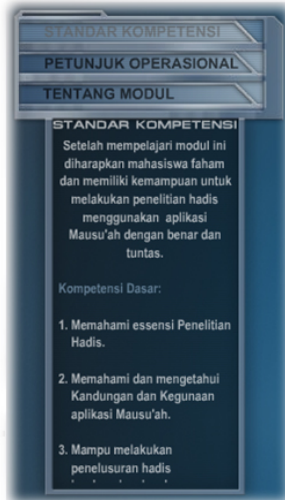 STANDAR KOMPETENSI
PETUNJUK OPERASIONAL
TENTANG MODUL
STANDAR KOMPETENSI
Setelah mempelajari modul ini
diharapkan mahasiswa faham
dan memiliki kemampuan untuk
melakukan penelitian hadis
menggunakan aplikasi
Mausu'ah dengan benar dan
tuntas.
Kompetensi Dasar:
1. Memahami essensi Penelitian
Hadis.
2. Memahami dan mengetahui
Kandungan dan Kegunaan
aplikasi Mausu'ah.
3. Mampu melakukan
penelusuran hadis